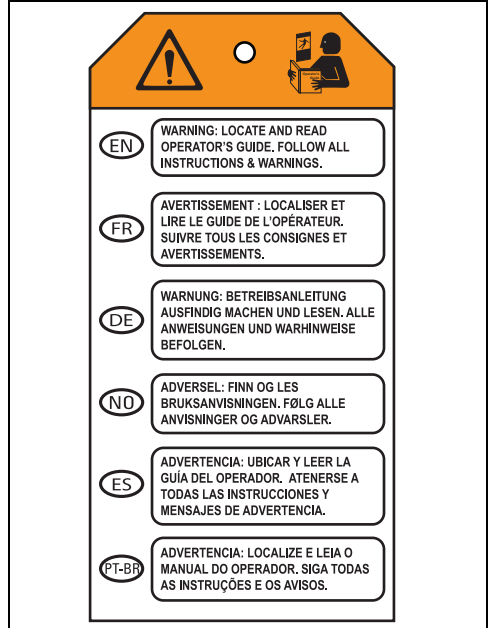 EN
WARNING: LOCATE AND READ
OPERATOR'S GUIDE. FOLLOW ALL
INSTRUCTIONS & WARNINGS.
FR
AVERTISSEMENT : LOCALISER ET
LIRE LE GUIDE DE L'OPÉRATEUR.
SUIVRE TOUS LES CONSIGNES ET
AVERTISSEMENTS.
DE
WARNUNG: BETREIBSANLEITUNG
AUSFINDIG MACHEN UND LESEN. ALLE
ANWEISUNGEN UND WARHINWEISE
BEFOLGEN.
NO
ADVERSEL: FINN OG LES
BRUKSANVISNINGEN. FØLG ALLE
ANVISNINGER OG ADVARSLER.
ES
ADVERTENCIA: UBICAR Y LEER LA
GUÍA DEL OPERADOR. ATENERSE A
TODAS LAS INSTRUCCIONES Y
MENSAJES DE ADVERTENCIA.
PT-BR
ADVERTENCIA: LOCALIZE E LEIA O
MANUAL DO OPERADOR. SIGA TODAS
AS INSTRUÇÕES E OS AVISOS.